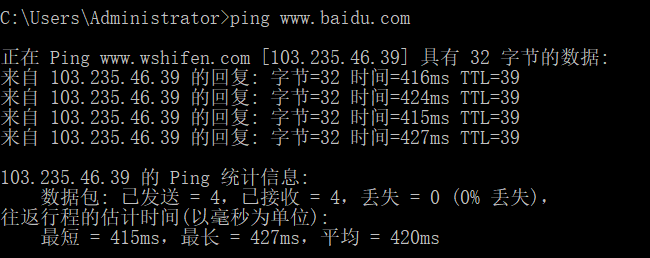 C:\Users\Administrator>ping www.baidu.com
正在 Ping www.wshifen.com [103.235.46.39] 具有 32 字节的数据:
来自 103.235.46.39 的回复: 字节=32 时间=416ms TTL=39
来自 103.235.46.39 的回复: 字节=32 时间=424ms TTL=39
来自 103.235.46.39 的回复: 字节=32 时间=415ms TTL=39
来自 103.235.46.39 的回复: 字节=32 时间=427ms TTL=39
103.235.46.39 的 Ping 统计信息:
数据包: 已发送 = 4，已接收 = 4，丢失 = 0 (0% 丢失)，
往返行程的估计时间(以毫秒为单位):
最短 = 415ms，最长 = 427ms，平均 = 420ms